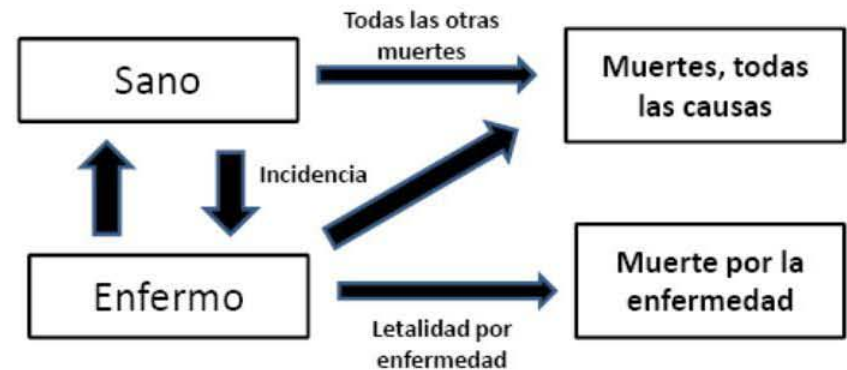 Todas las otras
muertes
Sano
Muertes, todas
las causas
Incidencia
Enfermo
Muerte por la
enfermedad
Letalidad por
enfermedad